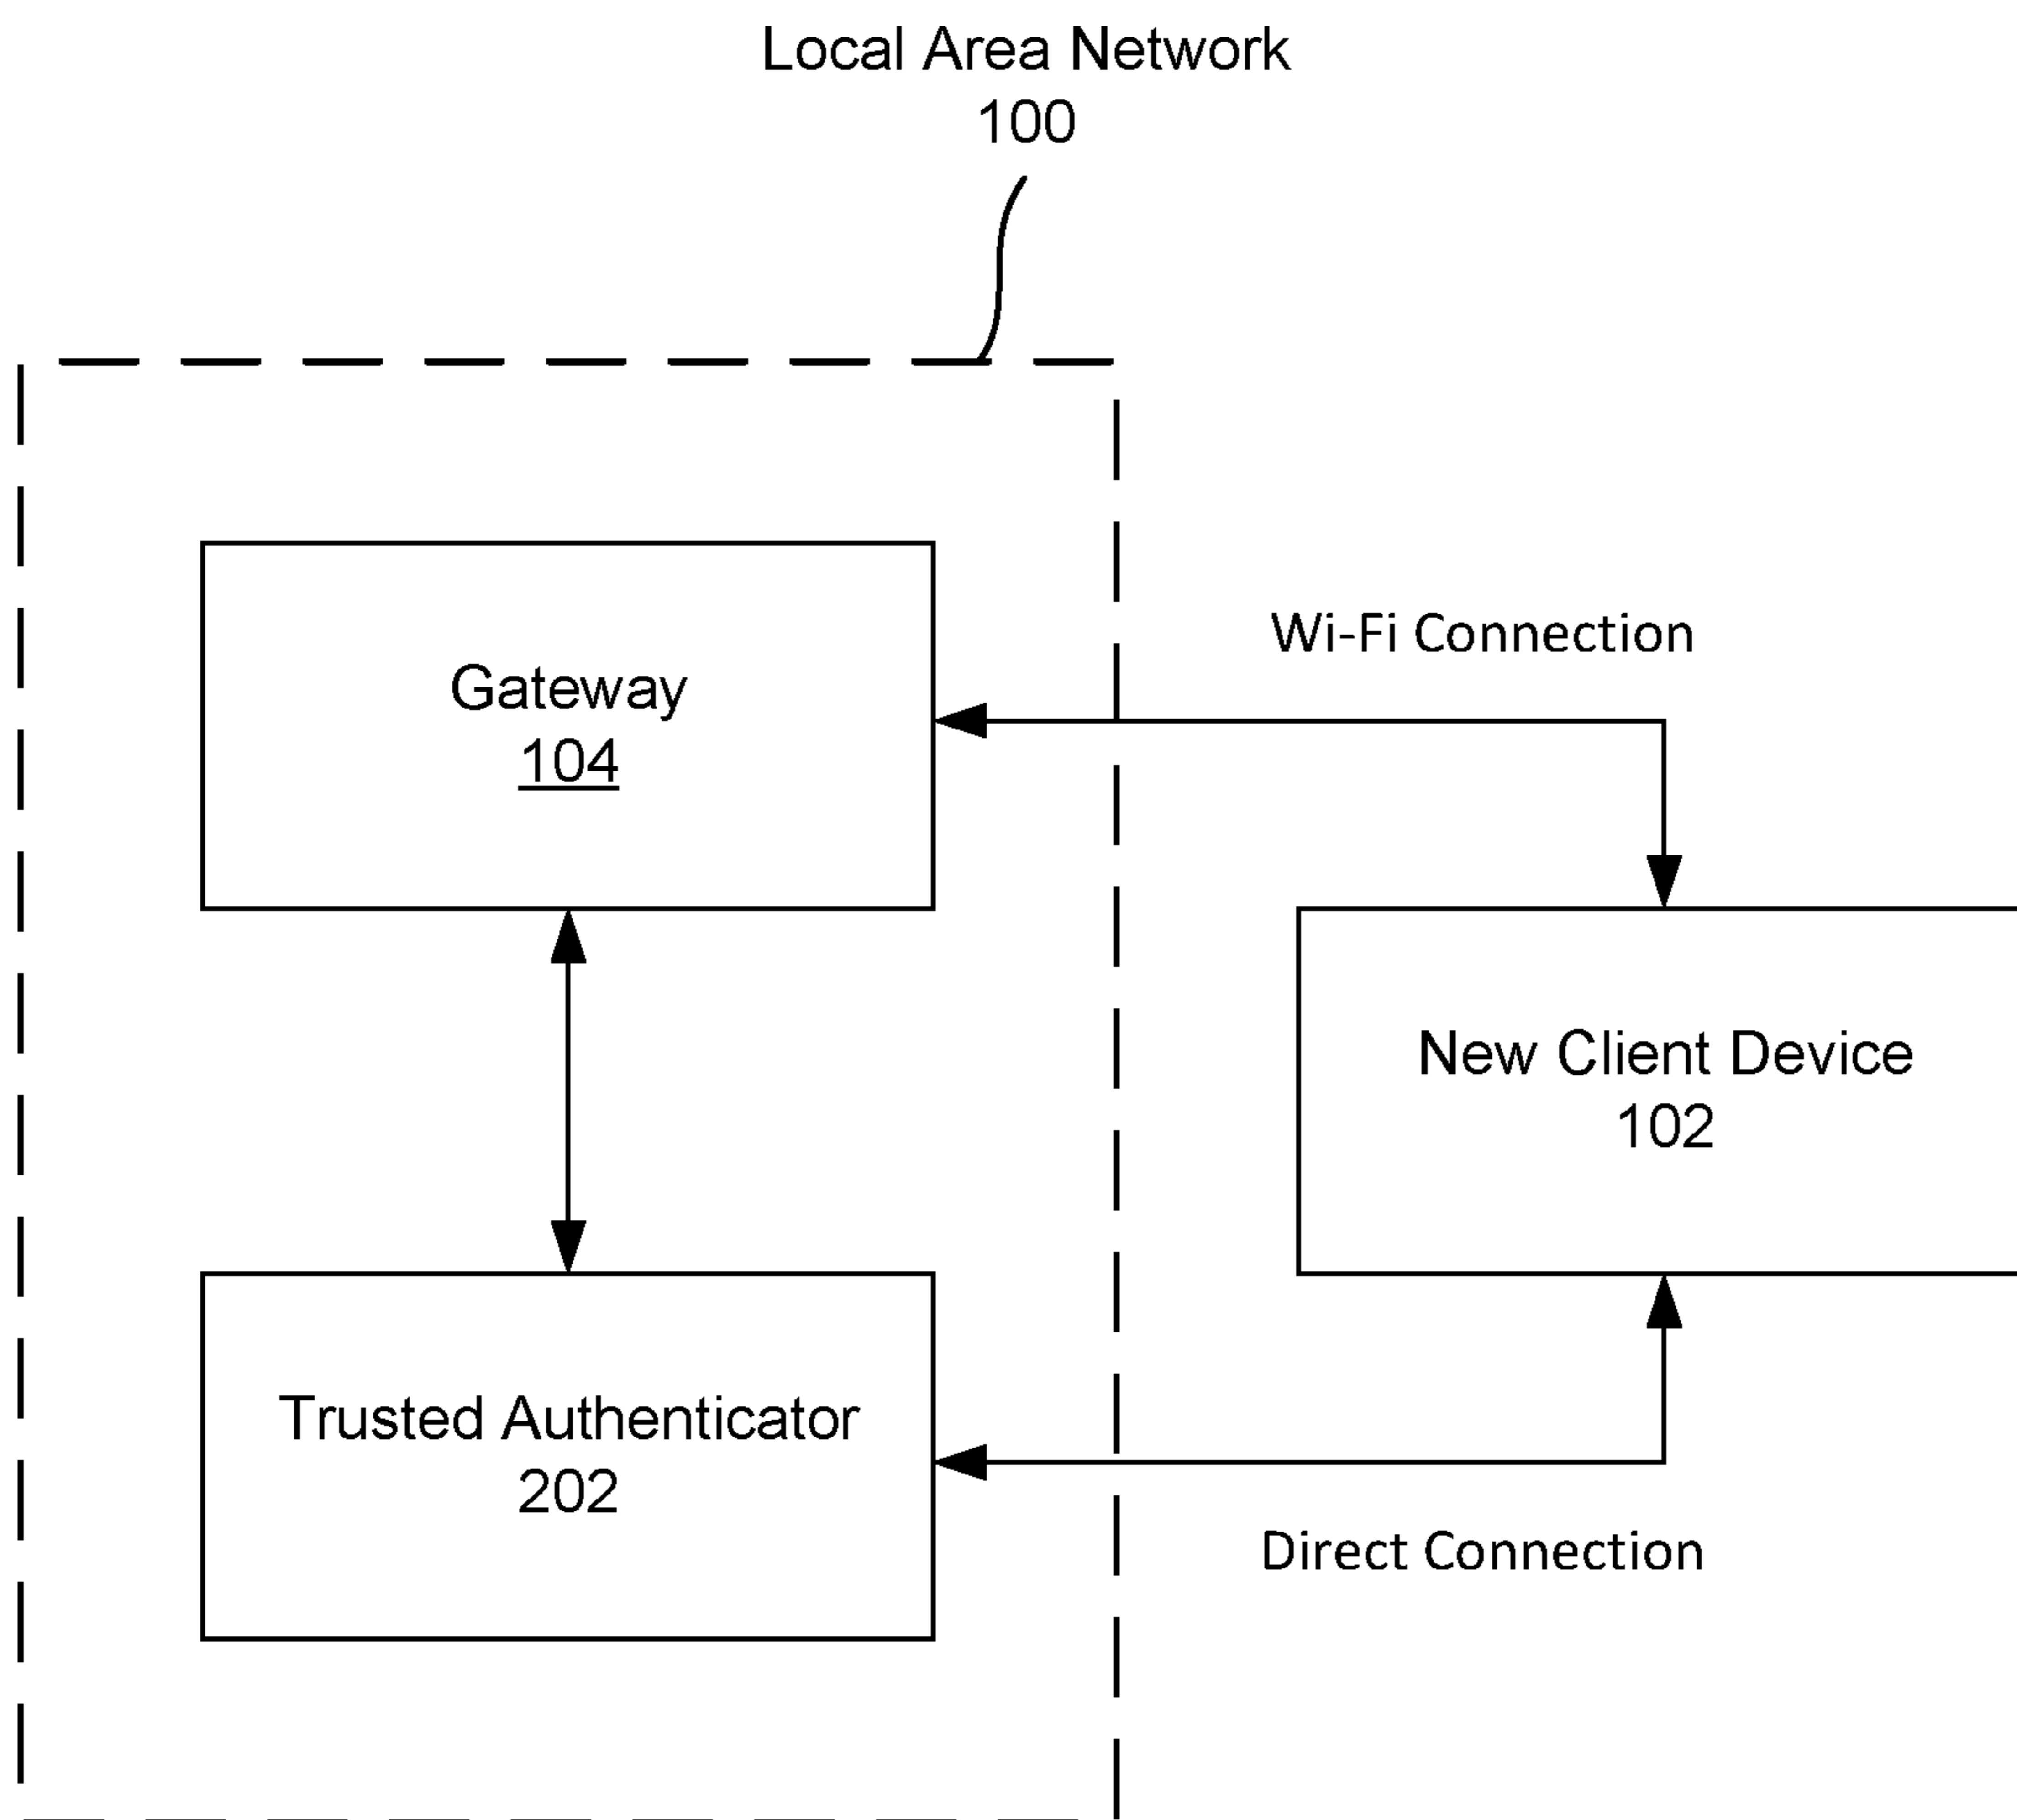 Local Area Network
100
Gateway
104
Wi-Fi Connection
New Client Device
102
Trusted Authenticator
202
Direct Connection